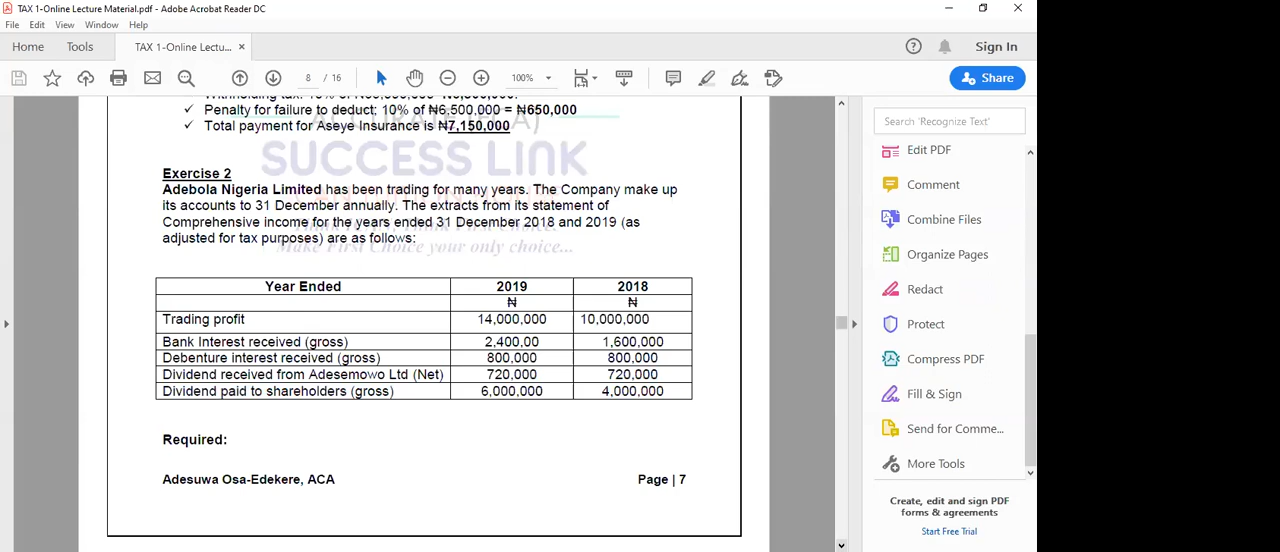 TAX 1-Online Lecture Material.pdf - Adobe Acrobat Reader DC
File Edit View Window Help
Home Tools TAX 1-Online Lectu... × Sign In
8 / 16 100% Share
✓ Penalty for failure to deduct: 10% of ₦6,500,000 = ₦650,000
✓ Total payment for Aseye Insurance is ₦7,150,000
SUCCESS LINK
Exercise 2
Adebola Nigeria Limited has been trading for many years. The Company make up
its accounts to 31 December annually. The extracts from its statement of
Comprehensive income for the years ended 31 December 2018 and 2019 (as
adjusted for tax purposes) are as follows:
Make First Choice your only choice...
Year Ended 2019 2018
₦ ₦
Trading profit 14,000,000 10,000,000
Bank Interest received (gross) 2,400,00 1,600,000
Debenture interest received (gross) 800,000 800,000
Dividend received from Adesemowo Ltd (Net) 720,000 720,000
Dividend paid to shareholders (gross) 6,000,000 4,000,000
Required:
Adesuwa Osa-Edekere, ACA Page | 7
Search 'Recognize Text'
Edit PDF
Comment
Combine Files
Organize Pages
Redact
Protect
Compress PDF
Fill & Sign
Send for Comme...
More Tools
Create, edit and sign PDF
forms & agreements
Start Free Trial